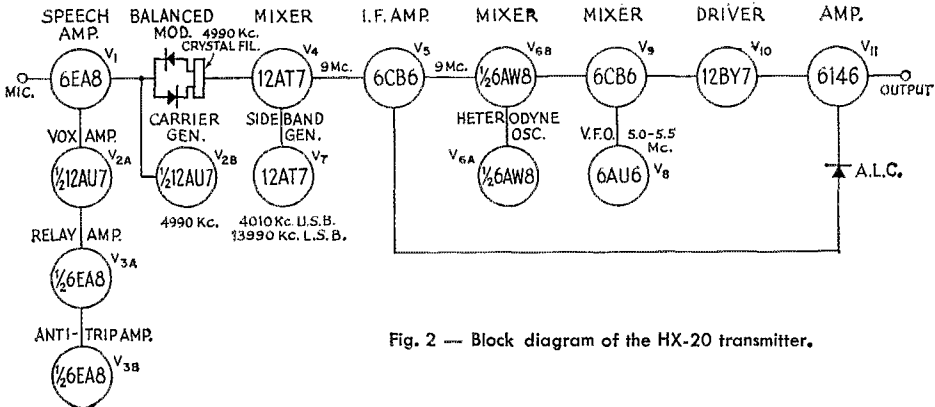 SPEECH AMP.
BALANCED MOD.
4990 Kc. CRYSTAL FIL.
MIXER
I.F. AMP.
MIXER
MIXER
DRIVER
AMP.
MIC.
6EA8 V1
12AT7 V4
9Mc.
6CB6 V5
9Mc.
½6AW8 V6B
6CB6 V9
12BY7 V10
6146 V11
OUTPUT
VOX AMP.
½12AU7 V2A
CARRIER GEN.
½12AU7 V2B
4990 Kc.
SIDEBAND GEN.
12AT7 V7
4010 Kc. U.S.B.
13990 Kc. L.S.B.
HETERODYNE OSC.
V6A ½6AW8
V.F.O. 5.0-5.5 Mc.
6AU6 V8
A.L.C.
RELAY AMP.
½6EA8 V3A
ANTI-TRIP AMP.
½6EA8 V3B
Fig. 2 — Block diagram of the HX-20 transmitter.